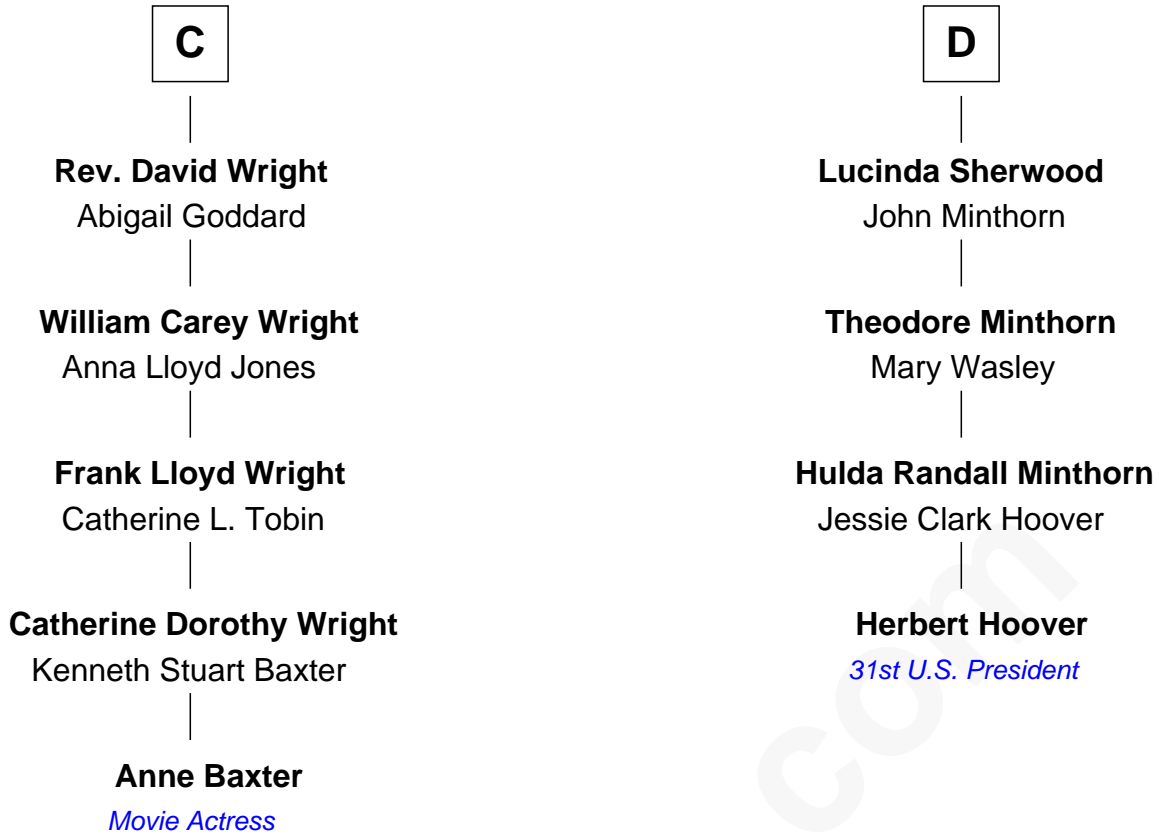 C
Rev. David Wright
Abigail Goddard
William Carey Wright
Anna Lloyd Jones
Frank Lloyd Wright
Catherine L. Tobin
Catherine Dorothy Wright
Kenneth Stuart Baxter
Anne Baxter
Movie Actress
D
Lucinda Sherwood
John Minthorn
Theodore Minthorn
Mary Wasley
Hulda Randall Minthorn
Jessie Clark Hoover
Herbert Hoover
31st U.S. President
com